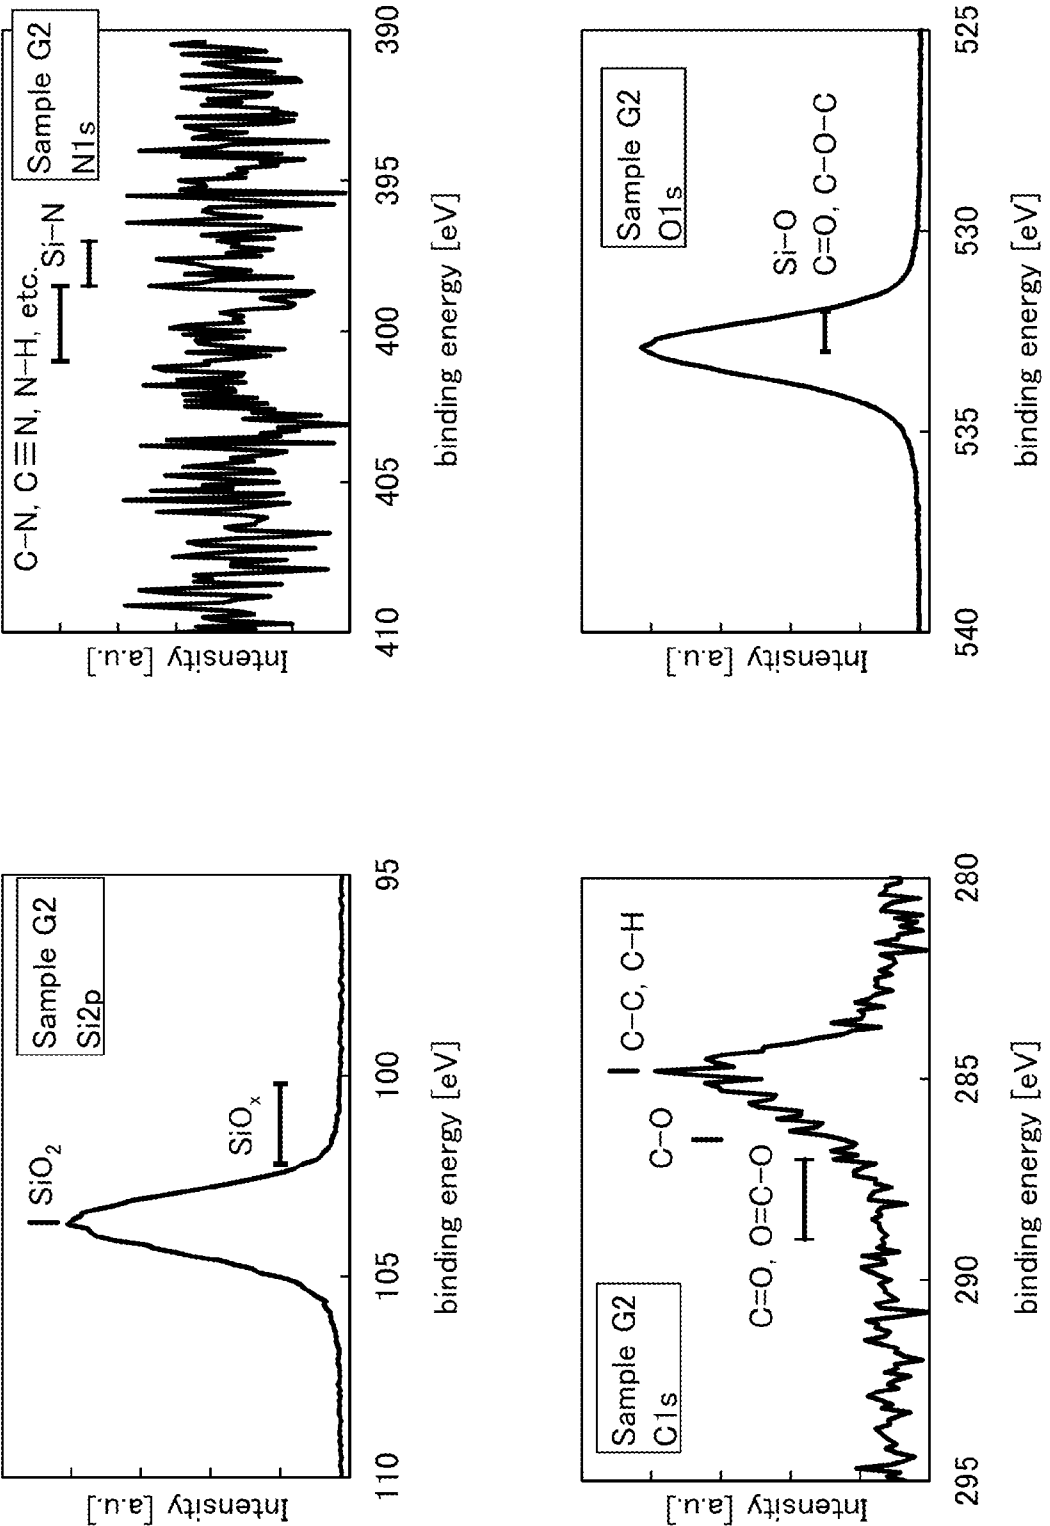 Sample G2
Si2p
SiO2
SiOx
Intensity [a.u.]
110
105
100
95
binding energy [eV]
Sample G2
N1s
C-N, C≡N, N-H, etc.
Si-N
Intensity [a.u.]
410
405
400
395
390
binding energy [eV]
Sample G2
C1s
C=O, O=C-O
C-O
C-C, C-H
Intensity [a.u.]
295
290
285
280
binding energy [eV]
Sample G2
O1s
Si-O
C=O, C-O-C
Intensity [a.u.]
540
535
530
525
binding energy [eV]